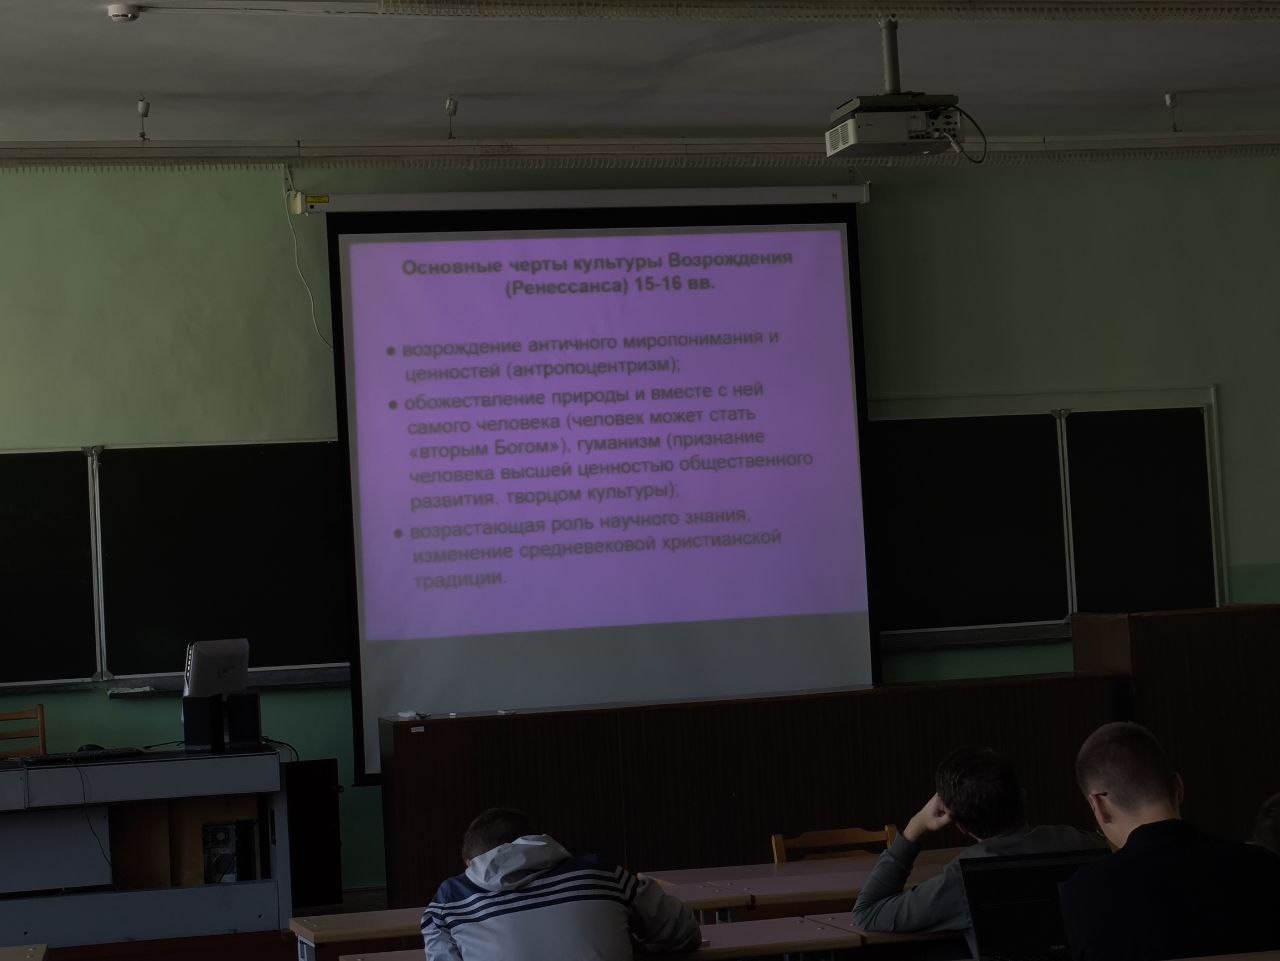 Основные черты культуры Возрождения
(Ренессанса) 15-16 вв.
• возрождение античного миропонимания и
ценностей (антропоцентризм);
• обожествление природы и вместе с ней
самого человека (человек может стать
«вторым Богом»), гуманизм (признание
человека высшей ценностью общественного
развития, творцом культуры);
• возрастающая роль научного знания,
изменение средневековой христианской
традиции.